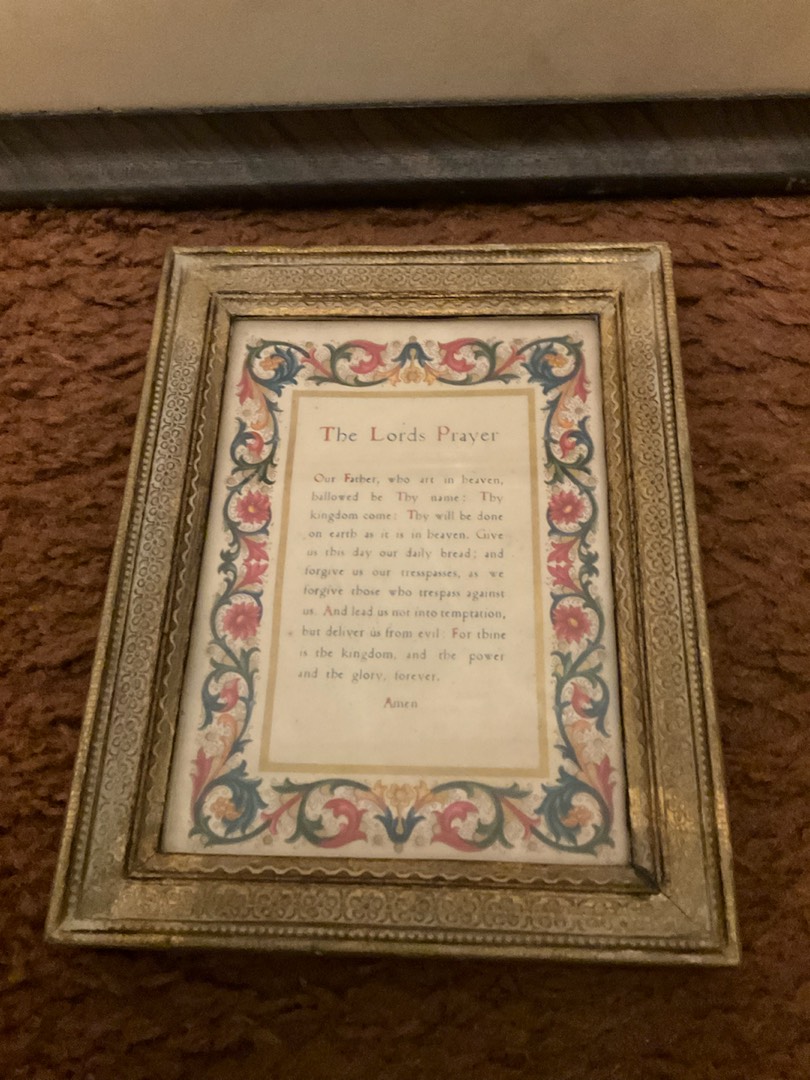 The Lords Prayer
Our Father, who art in heaven,
hallowed be Thy name: Thy
kingdom come: Thy will be done
on earth as it is in heaven. Give
us this day our daily bread; and
forgive us our tresspasses, as we
forgive those who trespass against
us. And lead us not into temptation,
but deliver us from evil: For thine
is the kingdom, and the power
and the glory, forever.
Amen